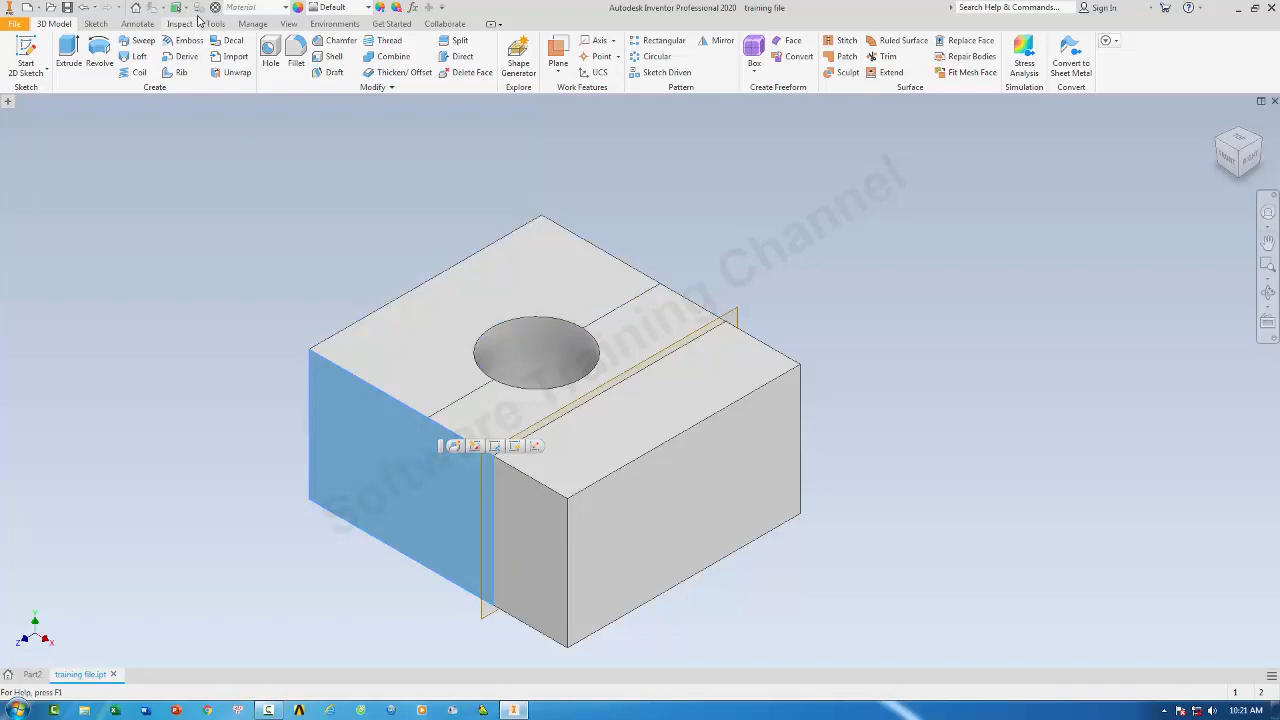 PRO
Material
Default
Autodesk Inventor Professional 2020 training file
Search Help & Commands...
Sign In
File
3D Model
Sketch
Annotate
Inspect
Tools
Manage
View
Environments
Get Started
Collaborate
Start
2D Sketch
Sketch
Extrude
Revolve
Sweep
Loft
Coil
Emboss
Derive
Rib
Decal
Import
Unwrap
Create
Hole
Fillet
Chamfer
Shell
Draft
Thread
Combine
Thicken/ Offset
Split
Direct
Delete Face
Modify
Shape
Generator
Explore
Plane
Axis
Point
UCS
Work Features
Rectangular
Circular
Sketch Driven
Mirror
Pattern
Box
Face
Convert
Create Freeform
Stitch
Patch
Sculpt
Ruled Surface
Trim
Extend
Replace Face
Repair Bodies
Fit Mesh Face
Surface
Stress
Analysis
Simulation
Convert to
Sheet Metal
Convert
TOP
FRONT
RIGHT
Software Training Channel
Y
Z
X
Part2
training file.ipt
For Help, press F1
1
2
10:21 AM